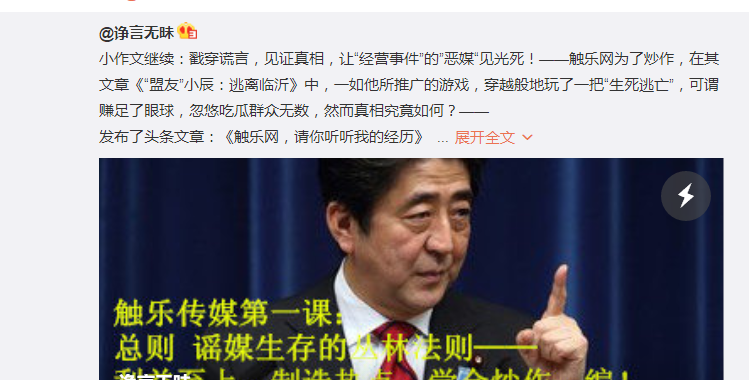 @诤言无昧
小作文继续：戳穿谎言，见证真相，让“经营事件”的”恶媒“见光死！——触乐网为了炒作，在其
文章《“盟友”小辰：逃离临沂》中，一如他所推广的游戏，穿越般地玩了一把“生死逃亡”，可谓
赚足了眼球，忽悠吃瓜群众无数，然而真相究竟如何？——
发布了头条文章：《触乐网，请你听听我的经历》 ... 展开全文
触乐传媒第一课：
总则 谣媒生存的丛林法则——